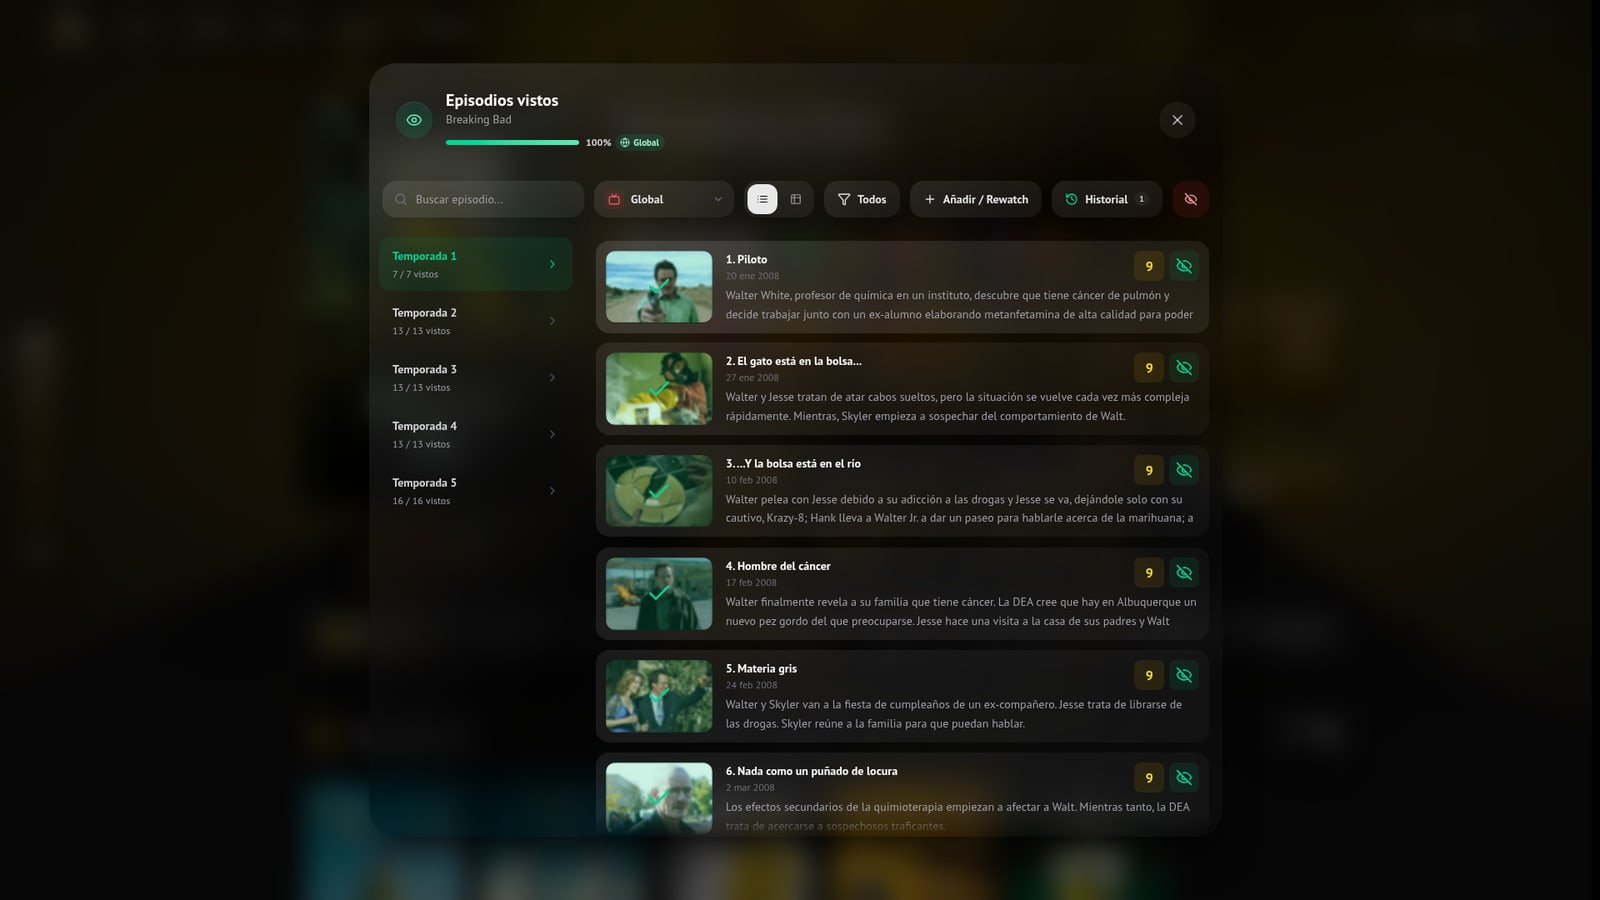 Episodios vistos
Breaking Bad
100% Global
Buscar episodio...
Global
Todos
Añadir / Rewatch
Historial 1
Temporada 1
7 / 7 vistos
Temporada 2
13 / 13 vistos
Temporada 3
13 / 13 vistos
Temporada 4
13 / 13 vistos
Temporada 5
16 / 16 vistos
1. Piloto
9
20 ene 2008
Walter White, profesor de química en un instituto, descubre que tiene cáncer de pulmón y
decide trabajar junto con un ex-alumno elaborando metanfetamina de alta calidad para poder
2. El gato está en la bolsa...
9
27 ene 2008
Walter y Jesse tratan de atar cabos sueltos, pero la situación se vuelve cada vez más compleja
rápidamente. Mientras, Skyler empieza a sospechar del comportamiento de Walt.
3. ...Y la bolsa está en el río
9
10 feb 2008
Walter pelea con Jesse debido a su adicción a las drogas y Jesse se va, dejándole solo con su
cautivo, Krazy-8; Hank lleva a Walter Jr. a dar un paseo para hablarle acerca de la marihuana; a
4. Hombre del cáncer
9
17 feb 2008
Walter finalmente revela a su familia que tiene cáncer. La DEA cree que hay en Albuquerque un
nuevo pez gordo del que preocuparse. Jesse hace una visita a la casa de sus padres y Walt
5. Materia gris
9
24 feb 2008
Walter y Skyler van a la fiesta de cumpleaños de un ex-compañero. Jesse trata de librarse de
las drogas. Skyler reúne a la familia para que puedan hablar.
6. Nada como un puñado de locura
9
2 mar 2008
Los efectos secundarios de la quimioterapia empiezan a afectar a Walt. Mientras tanto, la DEA
trata de acercarse a sospechosos traficantes.